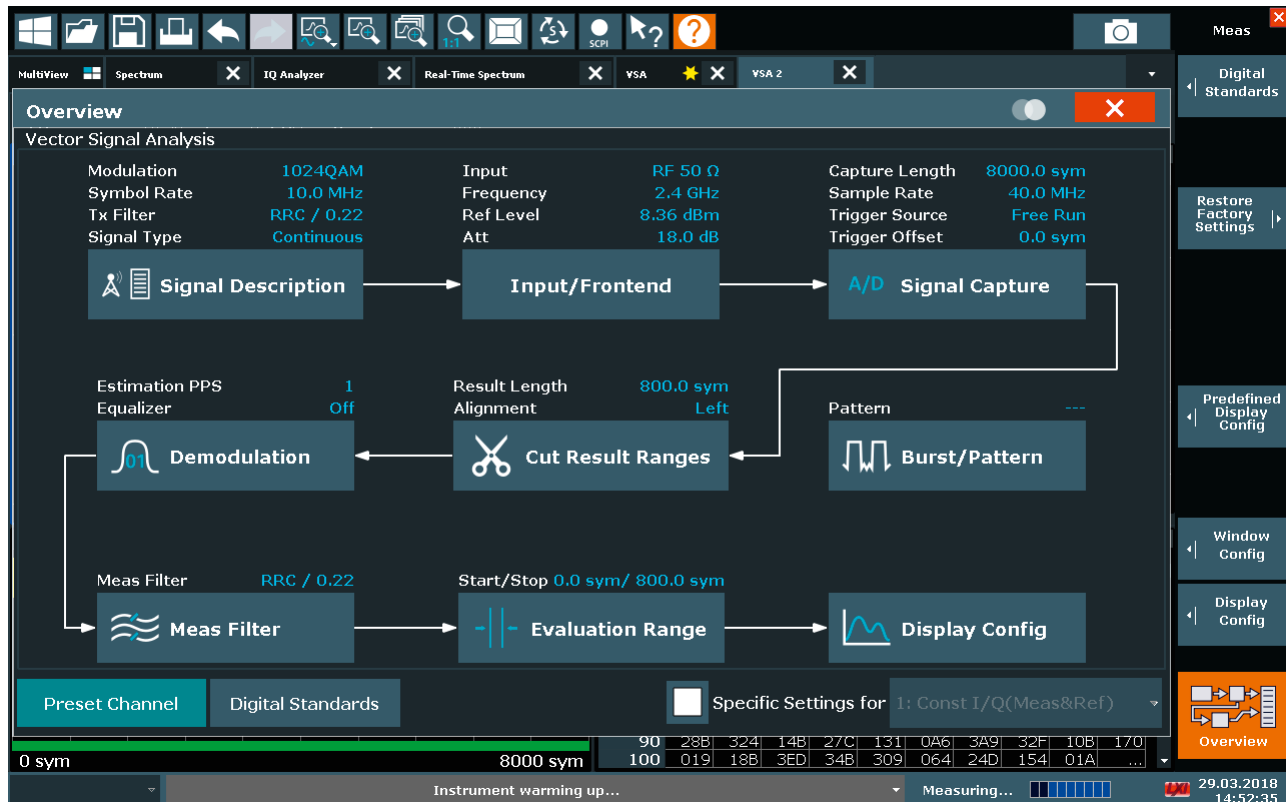 1:1
SCPI
?
?
Meas
MultiView
Spectrum
IQ Analyzer
Real-Time Spectrum
VSA
VSA 2
Digital
Standards
Overview
Vector Signal Analysis
Modulation 1024QAM
Symbol Rate 10.0 MHz
Tx Filter RRC / 0.22
Signal Type Continuous
Input RF 50 Ω
Frequency 2.4 GHz
Ref Level 8.36 dBm
Att 18.0 dB
Capture Length 8000.0 sym
Sample Rate 40.0 MHz
Trigger Source Free Run
Trigger Offset 0.0 sym
Restore
Factory
Settings
Signal Description
Input/Frontend
A/D Signal Capture
Estimation PPS 1
Equalizer Off
Result Length 800.0 sym
Alignment Left
Pattern ---
Predefined
Display
Config
01 Demodulation
Cut Result Ranges
Burst/Pattern
Window
Config
Meas Filter RRC / 0.22
Start/Stop 0.0 sym/ 800.0 sym
Display
Config
Meas Filter
Evaluation Range
Display Config
Preset Channel
Digital Standards
Specific Settings for 1: Const I/Q(Meas&Ref)
Overview
90 28B 324 14B 27C 131 0A6 3A9 32F 10B 170
0 sym 8000 sym 100 019 18B 3ED 34B 309 064 24D 154 01A ...
Instrument warming up...
Measuring...
LXI
29.03.2018
14:52:35